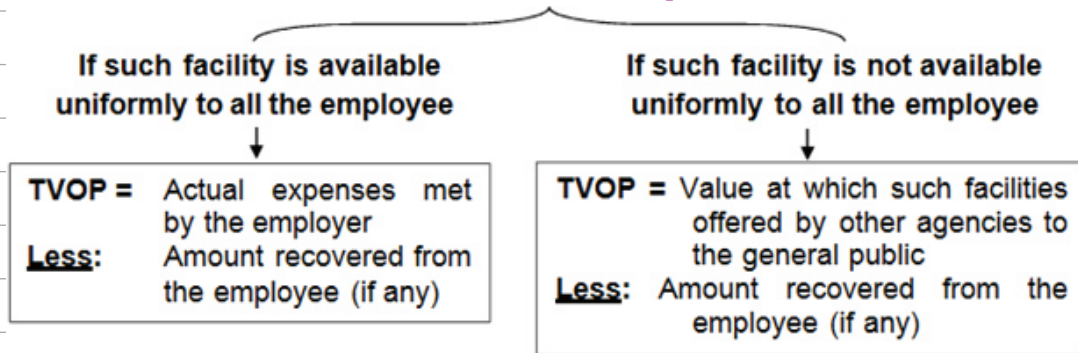 If such facility is available
uniformly to all the employee
TVOP = Actual expenses met
by the employer
Less: Amount recovered from
the employee (if any)
If such facility is not available
uniformly to all the employee
TVOP = Value at which such facilities
offered by other agencies to
the general public
Less: Amount recovered from the
employee (if any)